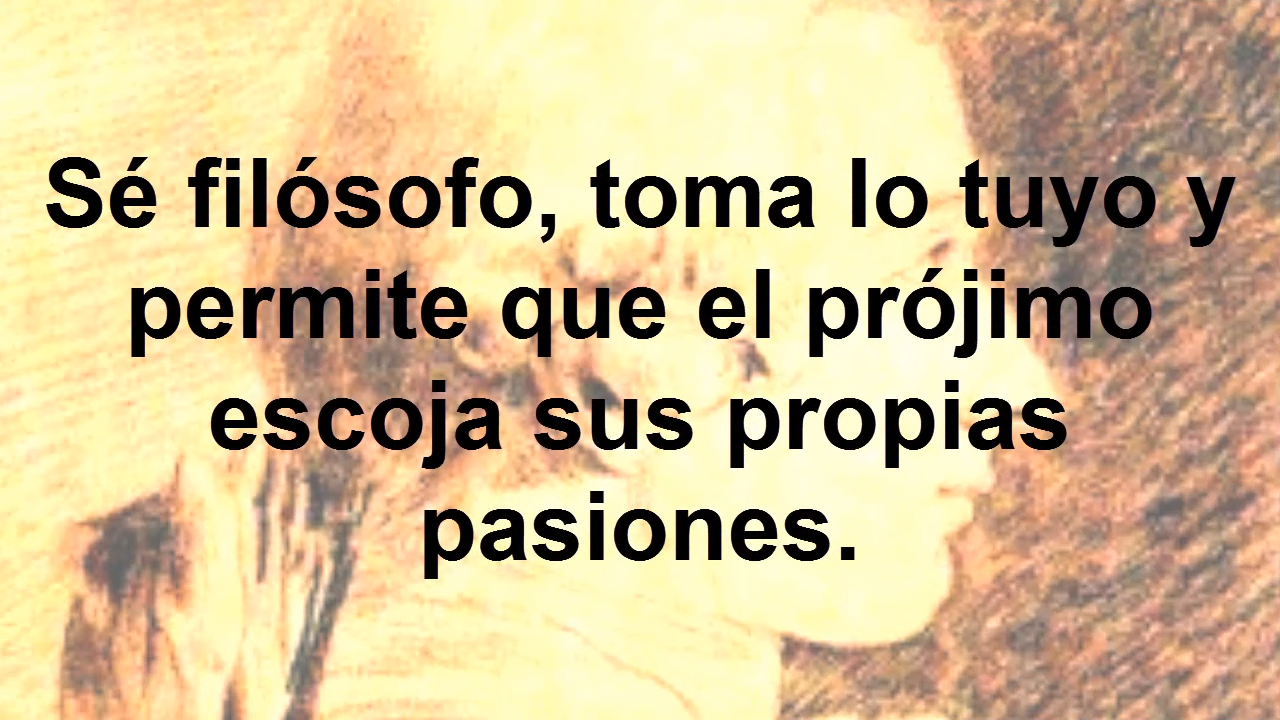 Sé filósofo, toma lo tuyo y
permite que el prójimo
escoja sus propias
pasiones.